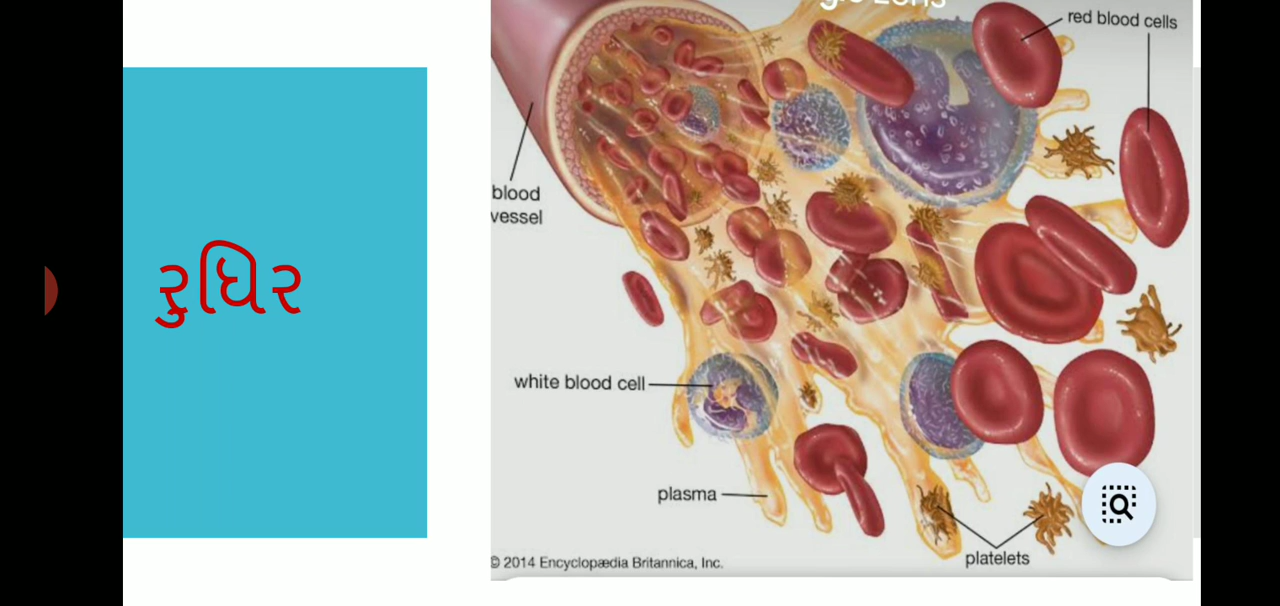 રુધિર
red blood cells
blood
vessel
white blood cell
plasma
platelets
© 2014 Encyclopædia Britannica, Inc.